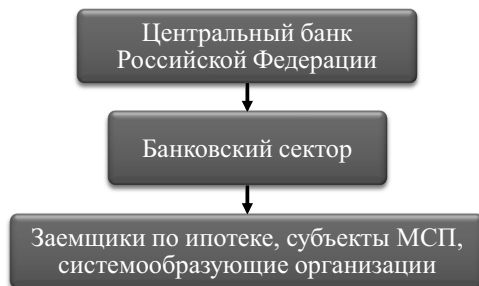 Центральный банк
Российской Федерации
Банковский сектор
Заемщики по ипотеке, субъекты МСП,
системообразующие организации